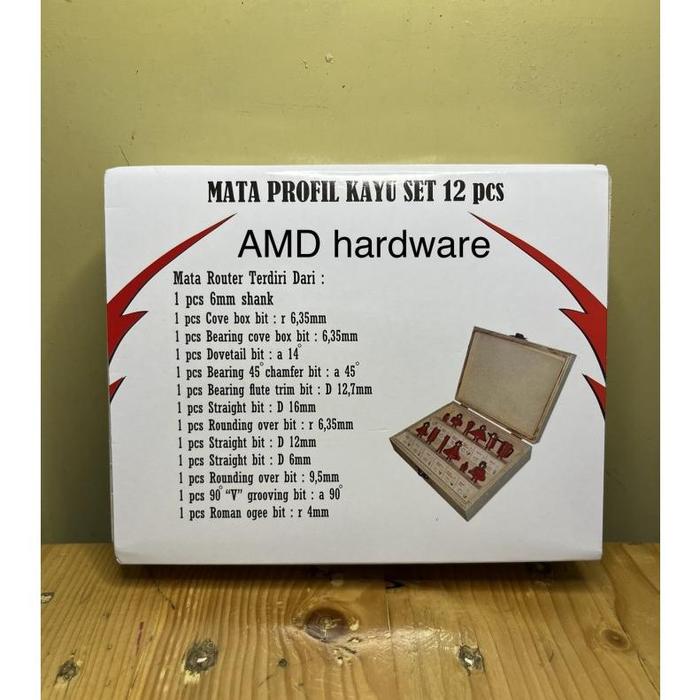 MATA PROFIL KAYU SET 12 pcs
AMD hardware
Mata Router Terdiri Dari :
1 pcs 6mm shank
1 pcs Cove box bit : r 6,35mm
1 pcs Bearing cove box bit : 6,35mm
1 pcs Dovetail bit : a 14°
1 pcs Bearing 45° chamfer bit : a 45°
1 pcs Bearing flute trim bit : D 12,7mm
1 pcs Straight bit : D 16mm
1 pcs Rounding over bit : r 6,35mm
1 pcs Straight bit : D 12mm
1 pcs Straight bit : D 6mm
1 pcs Rounding over bit : 9,5mm
1 pcs 90° “V” grooving bit : a 90°
1 pcs Roman ogee bit : r 4mm